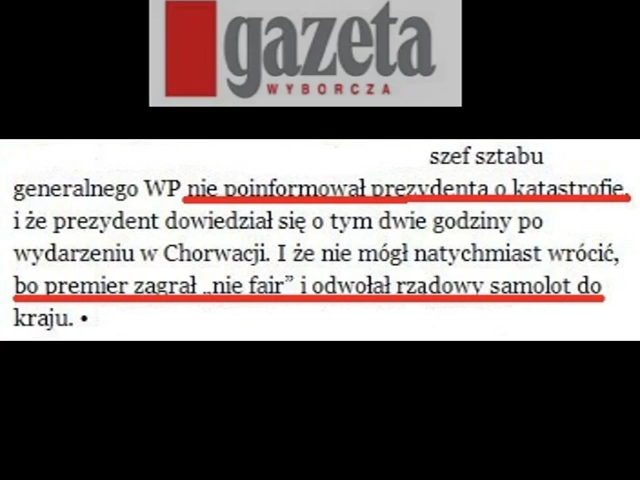 gazeta
WYBORCZA
szef sztabu
generalnego WP nie poinformował prezydenta o katastrofie,
i że prezydent dowiedział się o tym dwie godziny po
wydarzeniu w Chorwacji. I że nie mógł natychmiast wrócić,
bo premier zagrał „nie fair” i odwołał rządowy samolot do
kraju. •